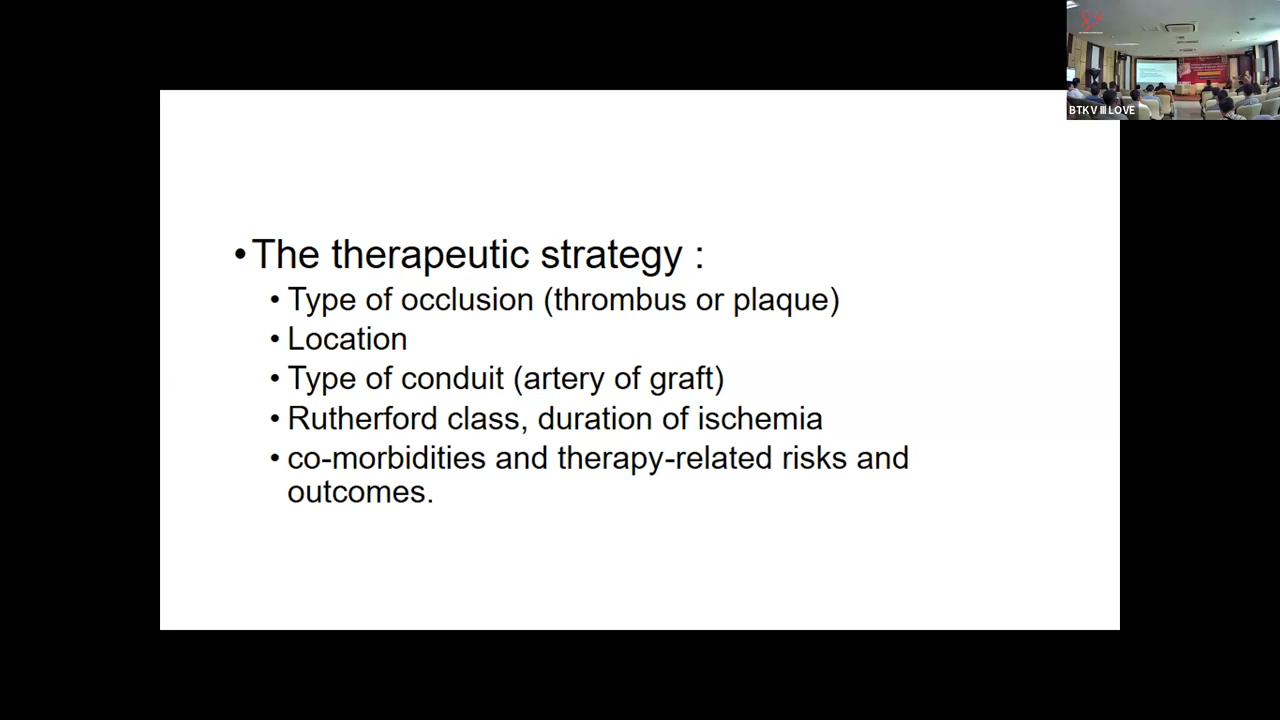 BTKV III LOVE
•The therapeutic strategy :
• Type of occlusion (thrombus or plaque)
• Location
• Type of conduit (artery of graft)
• Rutherford class, duration of ischemia
• co-morbidities and therapy-related risks and
outcomes.